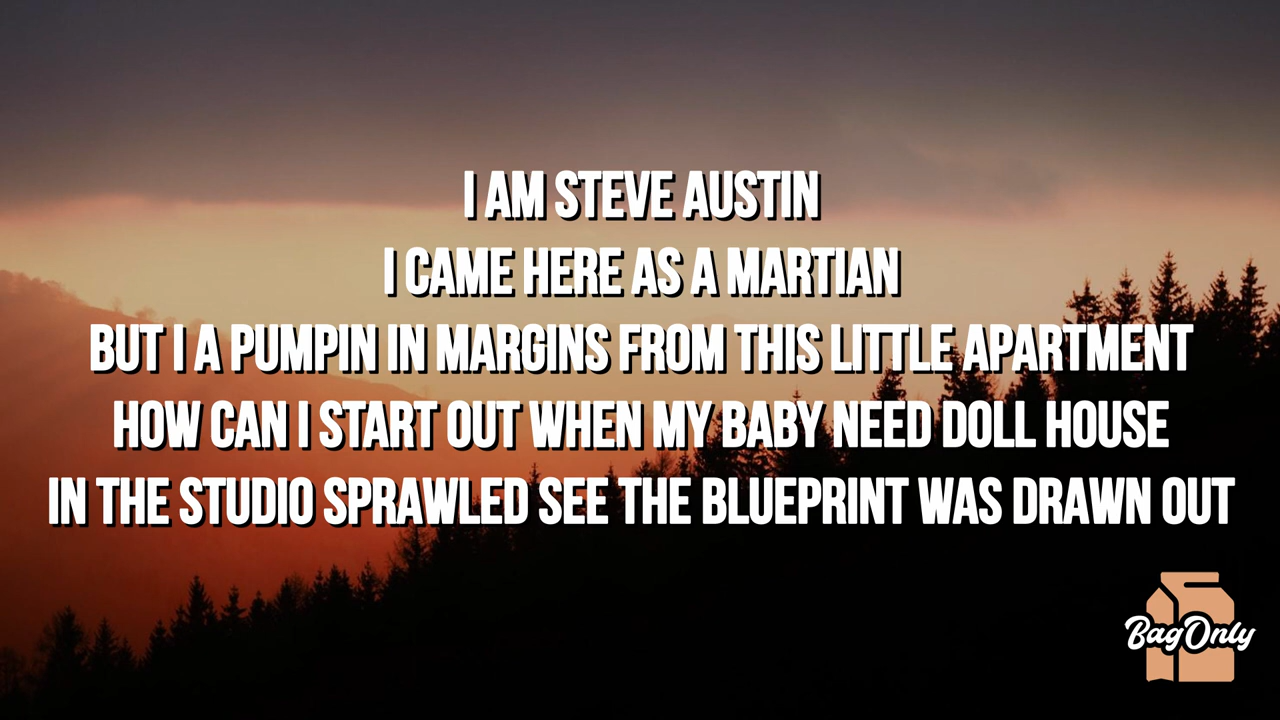 I AM STEVE AUSTIN
I CAME HERE AS A MARTIAN
BUT I A PUMPIN IN MARGINS FROM THIS LITTLE APARTMENT
HOW CAN I START OUT WHEN MY BABY NEED DOLL HOUSE
IN THE STUDIO SPRAWLED SEE THE BLUEPRINT WAS DRAWN OUT
BagOnly